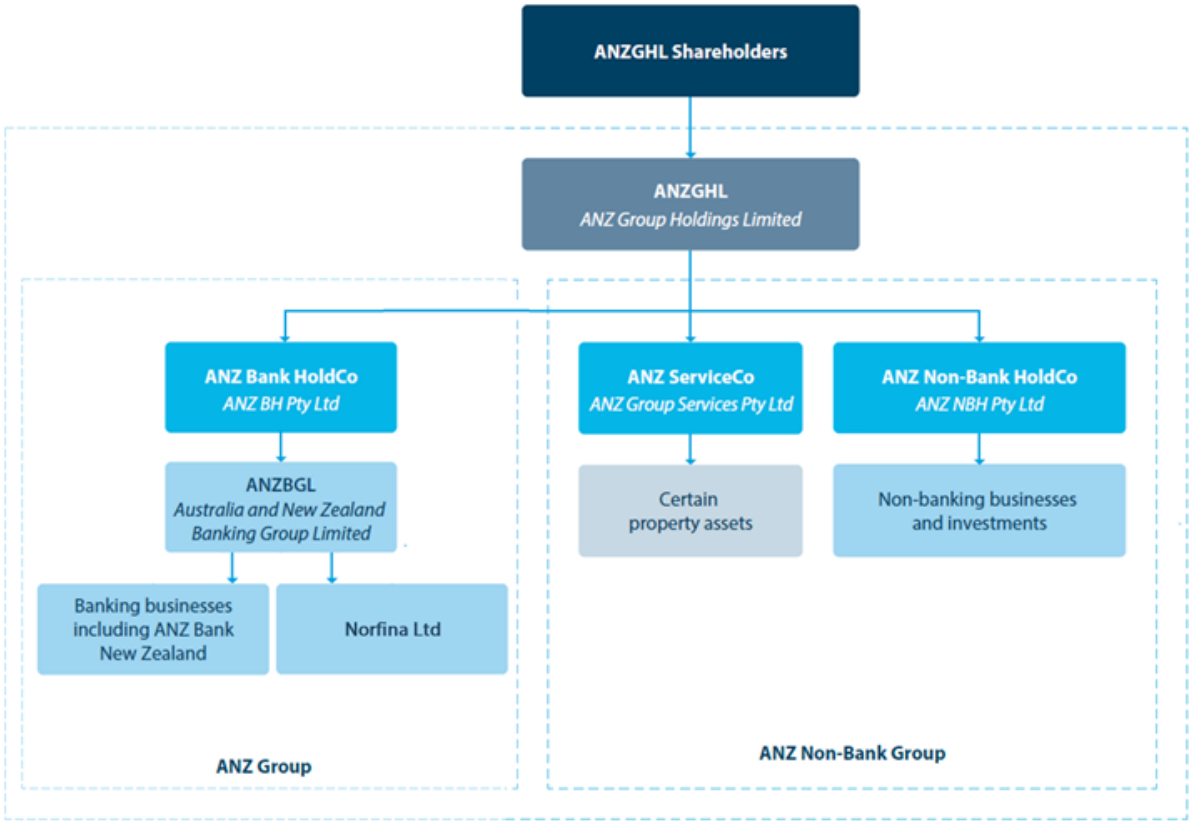 ANZGHL Shareholders
ANZGHL
ANZ Group Holdings Limited
ANZ Bank HoldCo
ANZ BH Pty Ltd
ANZ ServiceCo
ANZ Group Services Pty Ltd
ANZ Non-Bank HoldCo
ANZ NBH Pty Ltd
ANZBGL
Australia and New Zealand
Banking Group Limited
Certain
property assets
Non-banking businesses
and investments
Banking businesses
including ANZ Bank
New Zealand
Norfina Ltd
ANZ Group
ANZ Non-Bank Group